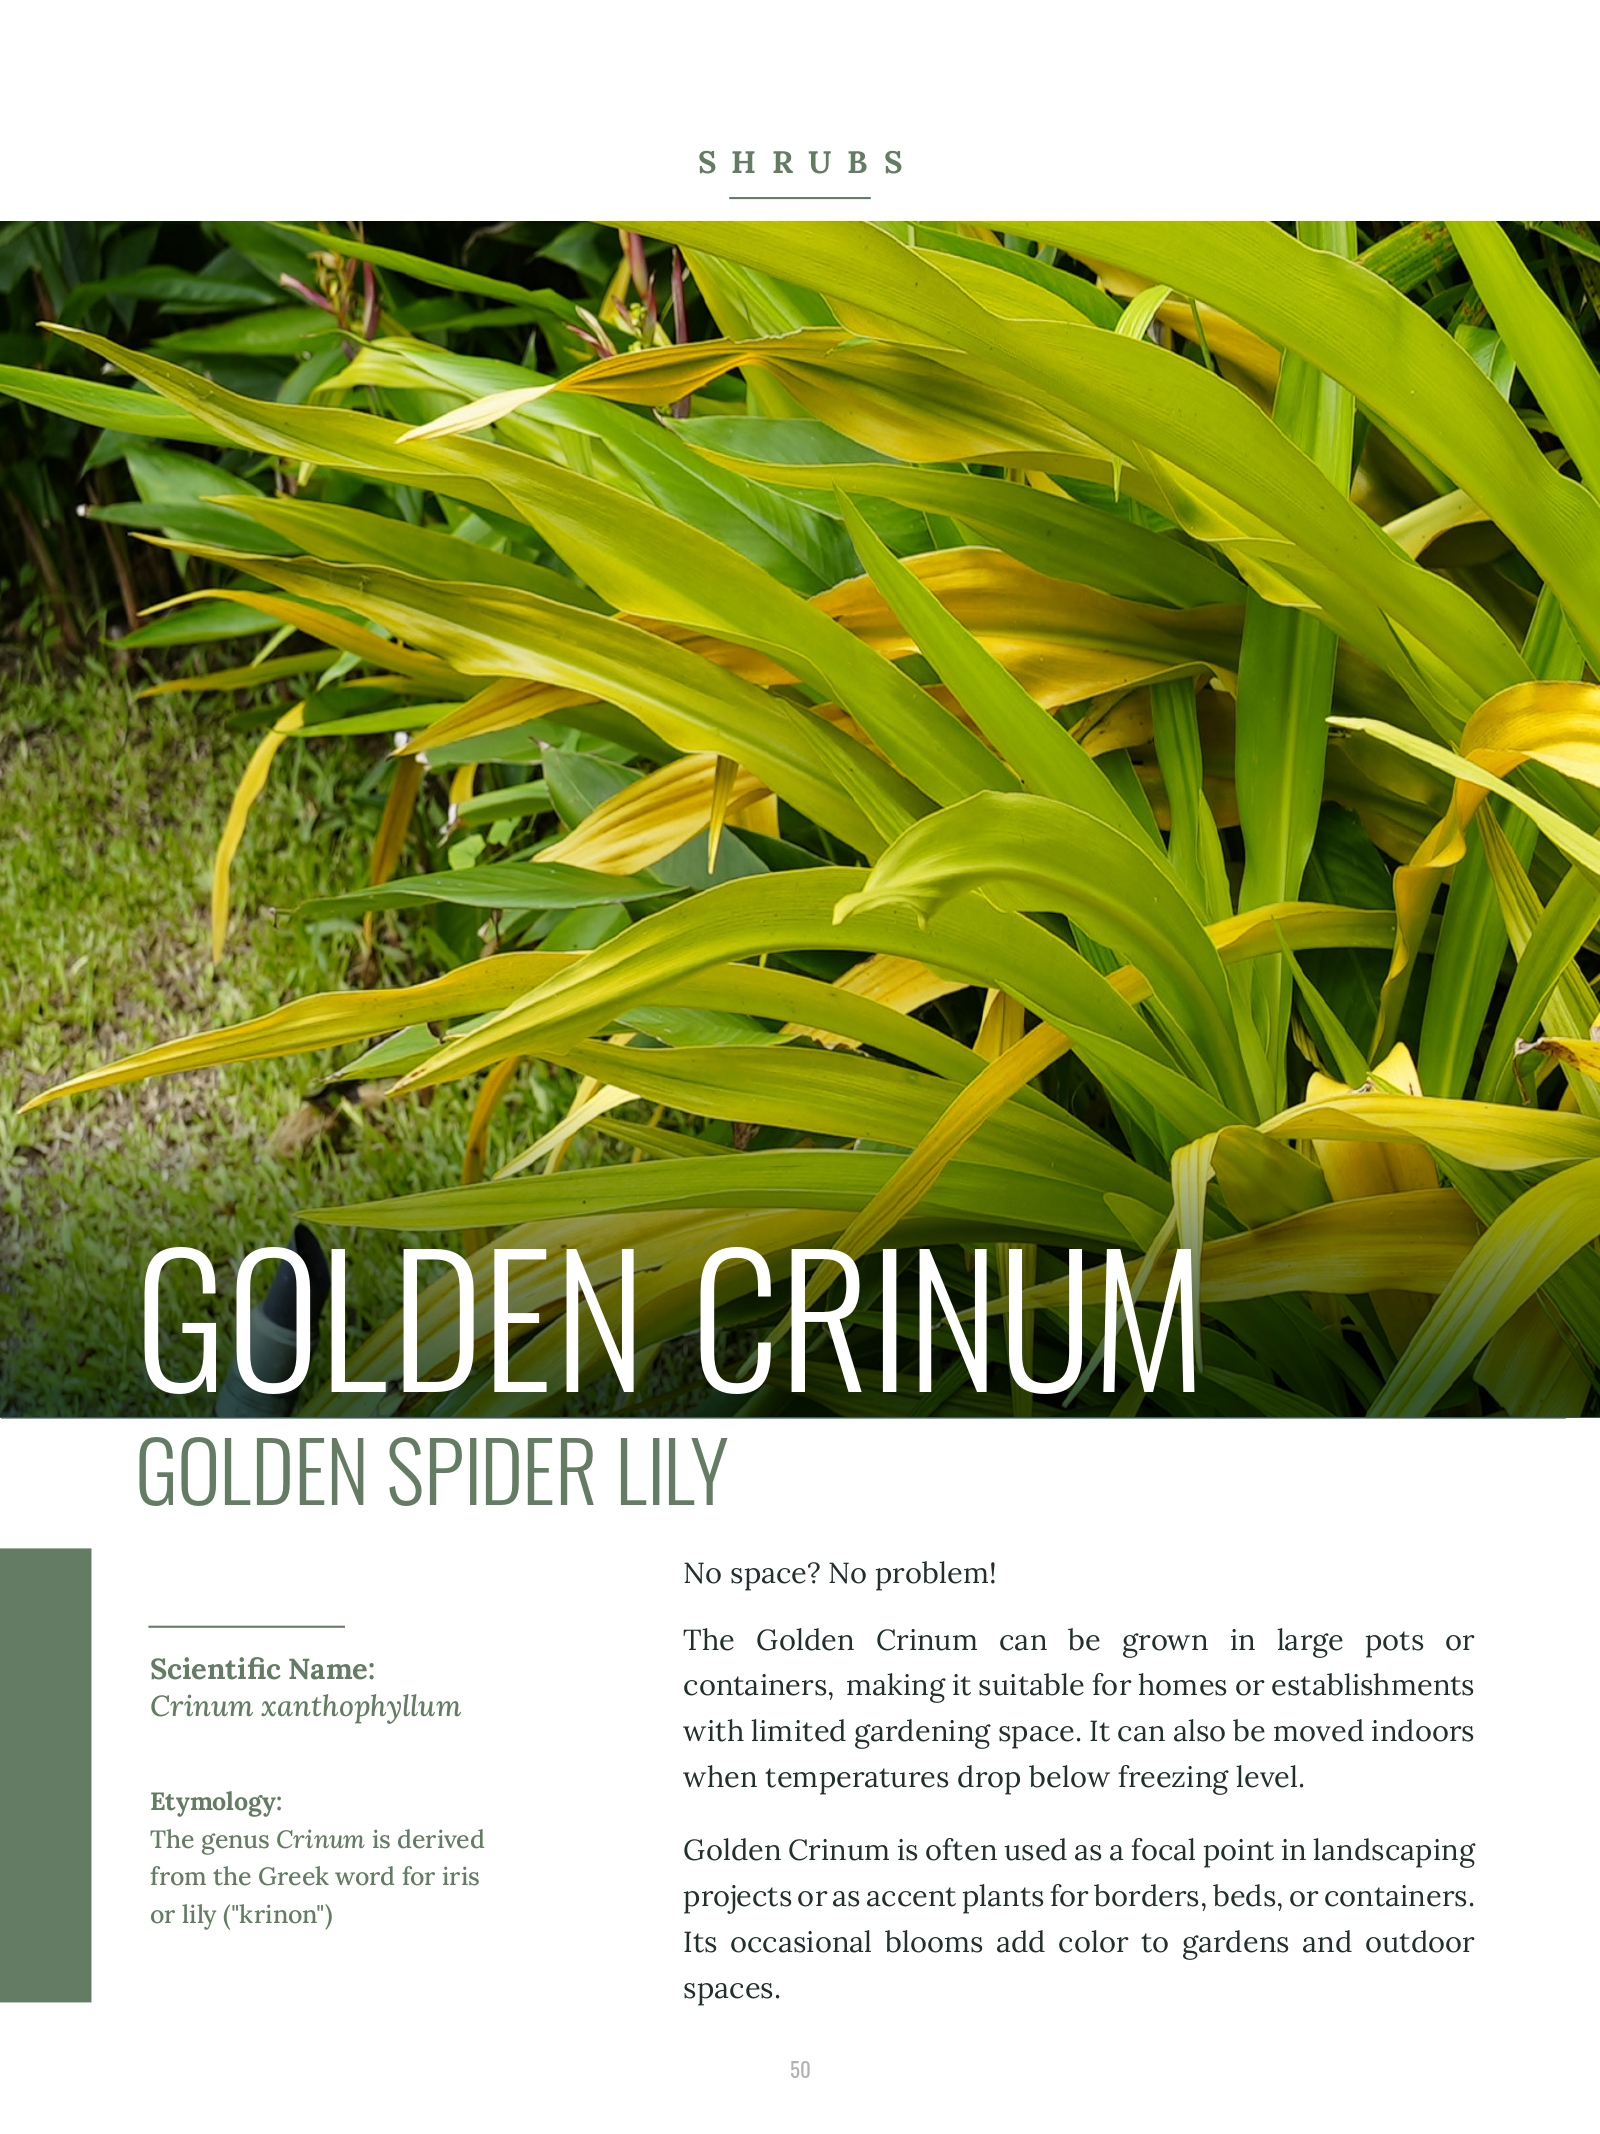 SHRUBS
GOLDEN CRINUM
GOLDEN SPIDER LILY
Scientific Name:
Crinum xanthophyllum
Etymology:
The genus Crinum is derived
from the Greek word for iris
or lily ("krinon")
No space? No problem!
The Golden Crinum can be grown in large pots or
containers, making it suitable for homes or establishments
with limited gardening space. It can also be moved indoors
when temperatures drop below freezing level.
Golden Crinum is often used as a focal point in landscaping
projects or as accent plants for borders, beds, or containers.
Its occasional blooms add color to gardens and outdoor
spaces.
50